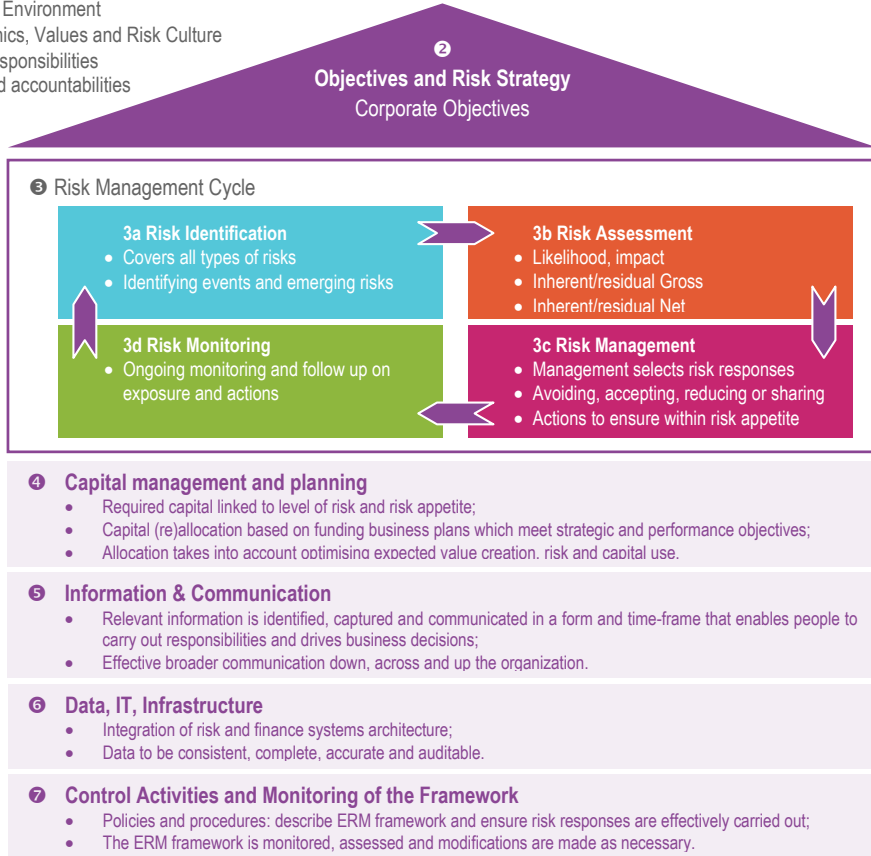 Environment
Values and Risk Culture
accountabilities
❷
Objectives and Risk Strategy
Corporate Objectives
❸ Risk Management Cycle
3a Risk Identification
• Covers all types of risks
• Identifying events and emerging risks
3b Risk Assessment
• Likelihood, impact
• Inherent/residual Gross
• Inherent/residual Net
3d Risk Monitoring
• Ongoing monitoring and follow up on
exposure and actions
3c Risk Management
• Management selects risk responses
• Avoiding, accepting, reducing or sharing
• Actions to ensure within risk appetite
❹ Capital management and planning
• Required capital linked to level of risk and risk appetite;
• Capital (re)allocation based on funding business plans which meet strategic and performance objectives;
• Allocation takes into account optimising expected value creation, risk and capital use.
❺ Information & Communication
• Relevant information is identified, captured and communicated in a form and time-frame that enables people to
carry out responsibilities and drives business decisions;
• Effective broader communication down, across and up the organization.
❻ Data, IT, Infrastructure
• Integration of risk and finance systems architecture;
• Data to be consistent, complete, accurate and auditable.
❼ Control Activities and Monitoring of the Framework
• Policies and procedures: describe ERM framework and ensure risk responses are effectively carried out;
• The ERM framework is monitored, assessed and modifications are made as necessary.